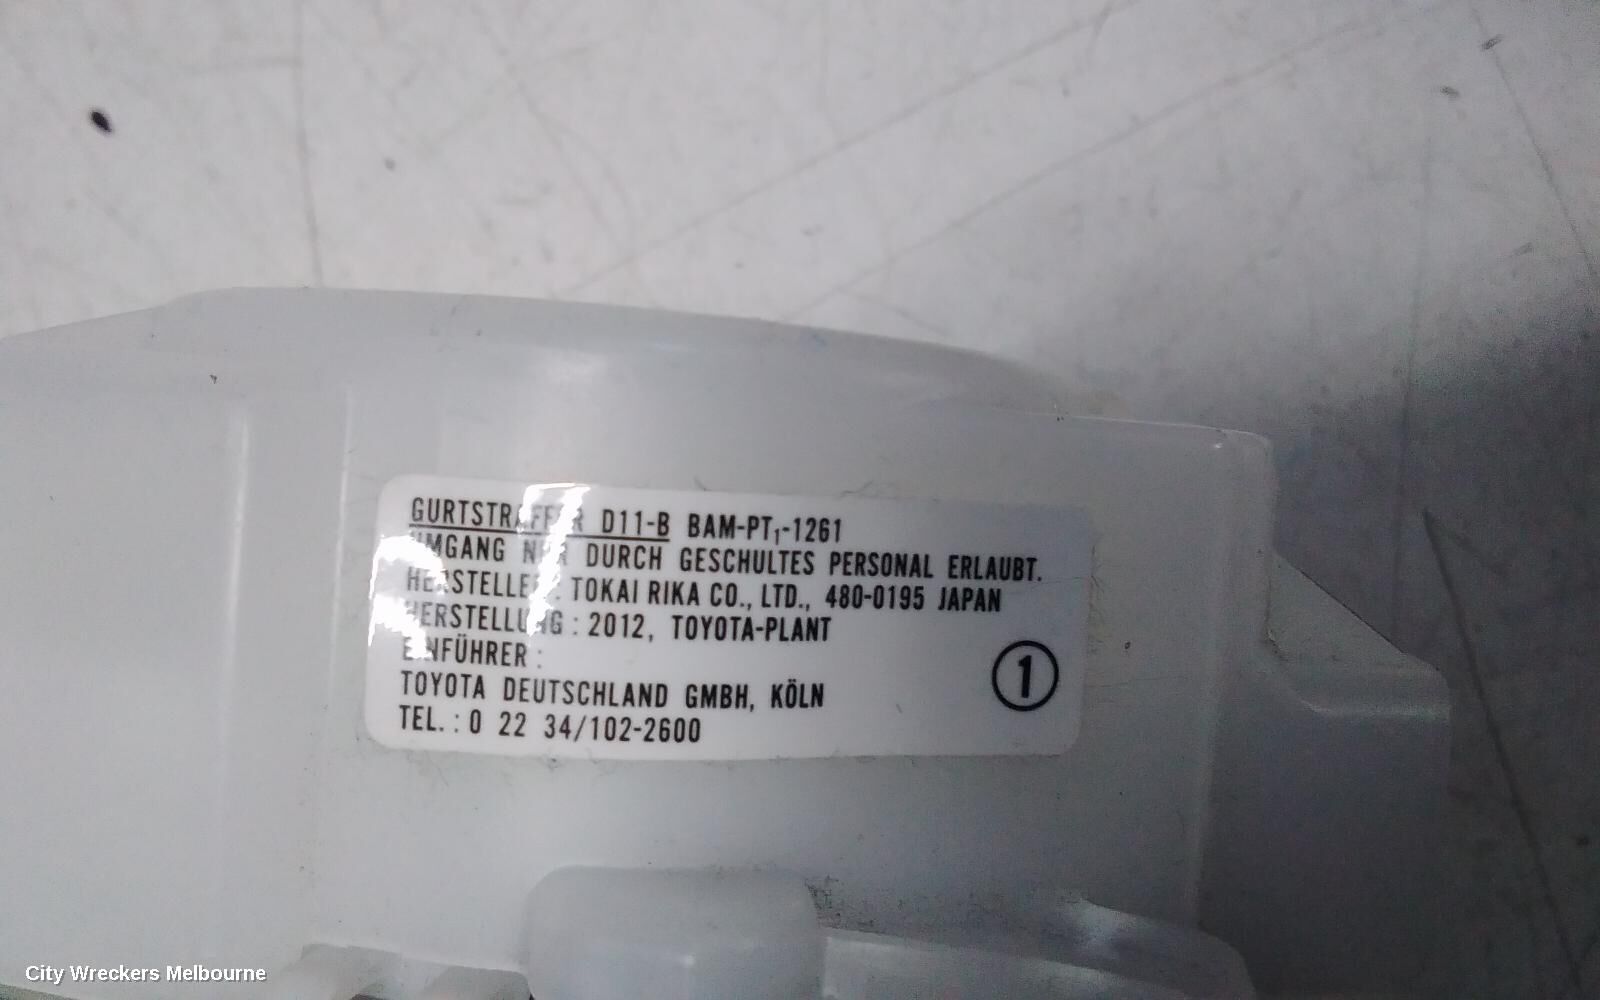 GURTSTRAFFER D11-B BAM-PT₁-1261
UMGANG NUR DURCH GESCHULTES PERSONAL ERLAUBT.
HERSTELLER : TOKAI RIKA CO., LTD., 480-0195 JAPAN
HERSTELLUNG : 2012, TOYOTA-PLANT
EINFÜHRER :
TOYOTA DEUTSCHLAND GMBH, KÖLN
TEL. : 0 22 34/102-2600
1
City Wreckers Melbourne